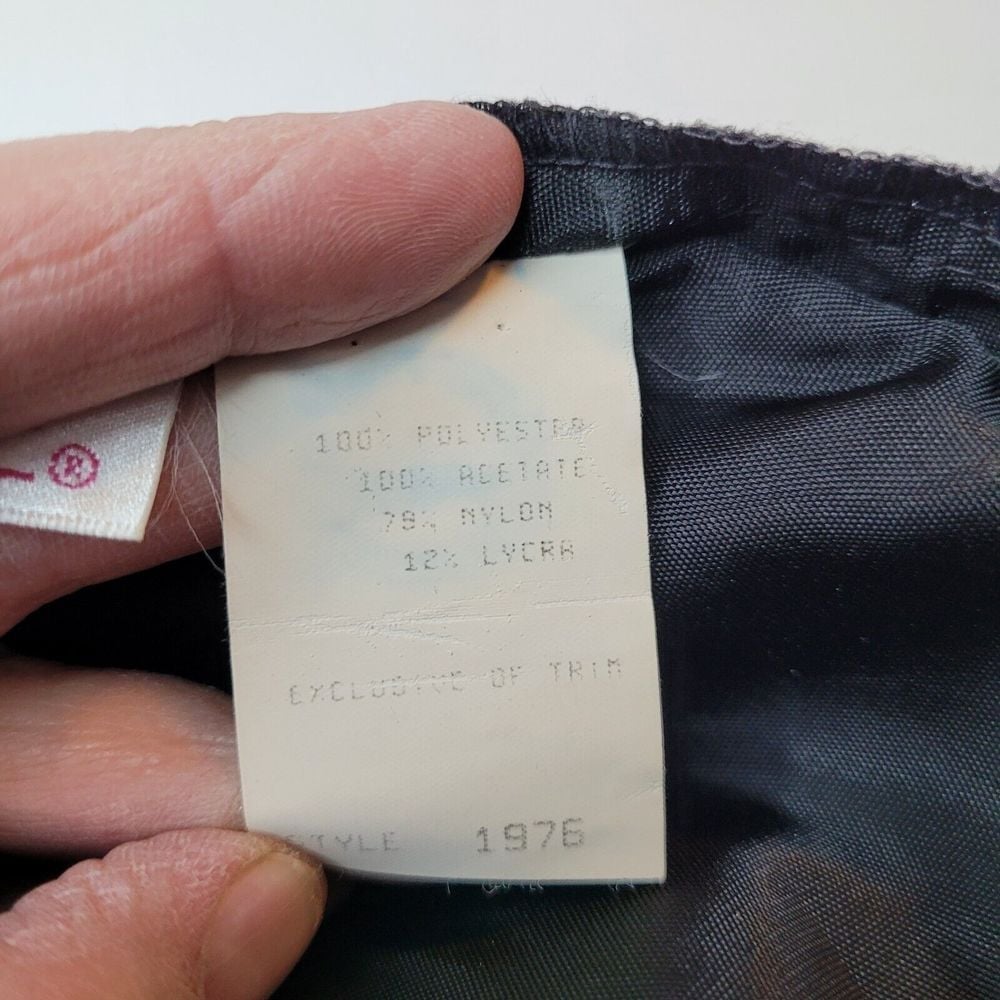 ®
100% POLYESTER
100% ACETATE
78% NYLON
12% LYCRA
EXCLUSIVE OF TRIM
STYLE 1976